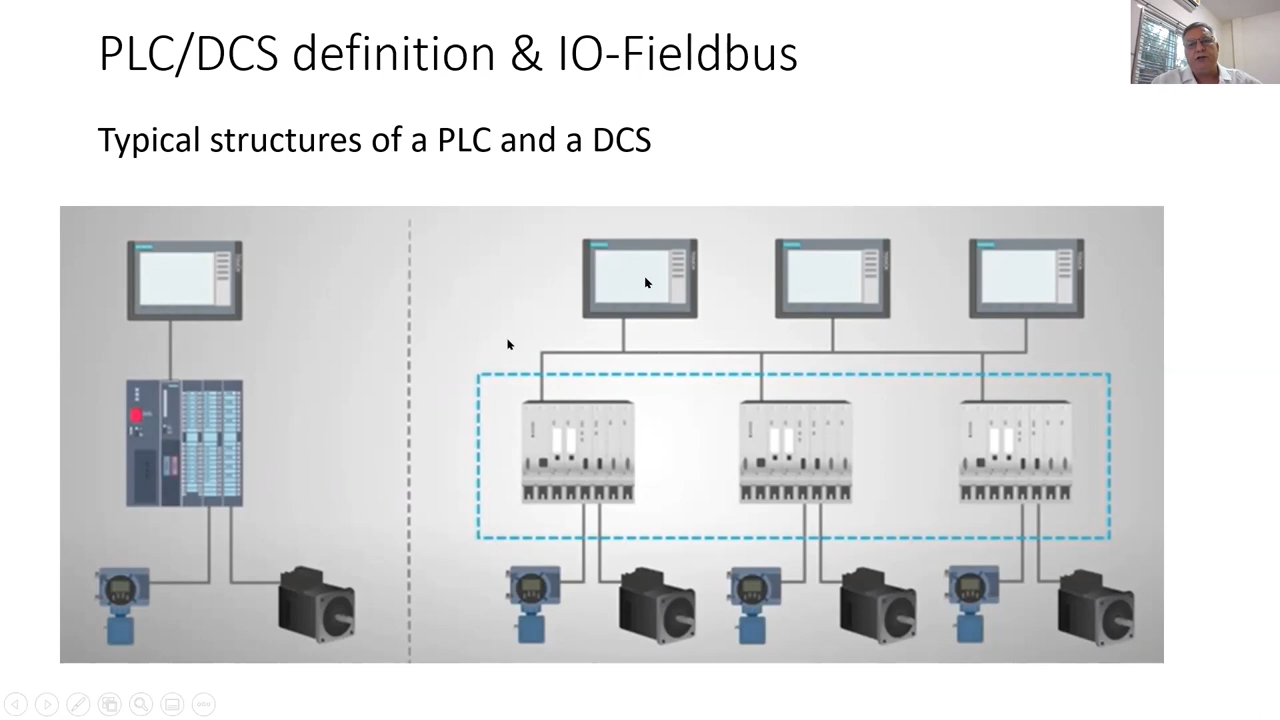 PLC/DCS definition & IO-Fieldbus
Typical structures of a PLC and a DCS